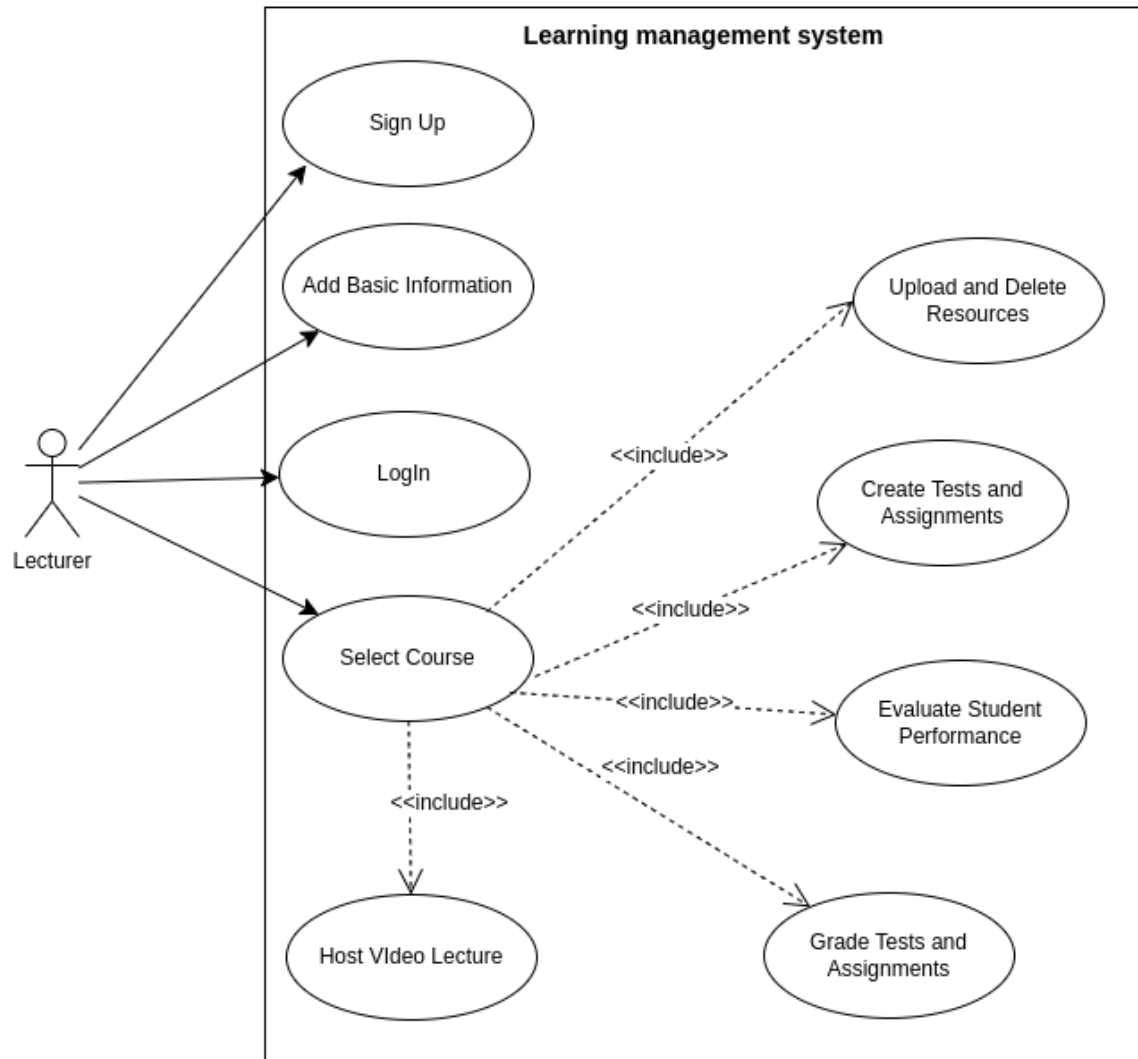 Learning management system
Sign Up
Add Basic Information
Upload and Delete
Resources
LogIn
<<include>>
Create Tests and
Assignments
Lecturer
<<include>>
Select Course
<<include>>
Evaluate Student
Performance
<<include>>
<<include>>
Host VIdeo Lecture
Grade Tests and
Assignments